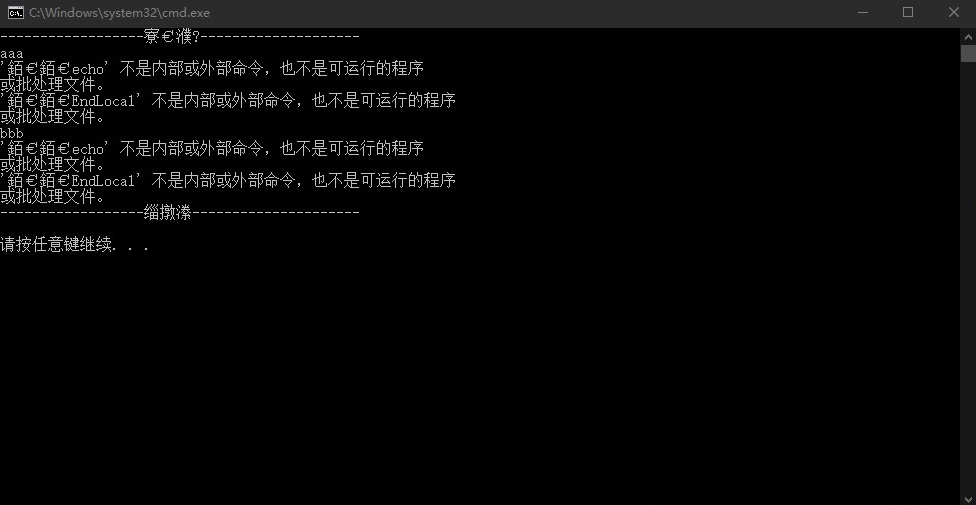 C:\Windows\system32\cmd.exe
------------------寮€濮?--------------------
aaa
'銆€銆€echo' 不是内部或外部命令，也不是可运行的程序
或批处理文件。
'銆€銆€EndLocal' 不是内部或外部命令，也不是可运行的程序
或批处理文件。
bbb
'銆€銆€echo' 不是内部或外部命令，也不是可运行的程序
或批处理文件。
'銆€銆€EndLocal' 不是内部或外部命令，也不是可运行的程序
或批处理文件。
------------------缁撴潫---------------------
请按任意键继续. . .